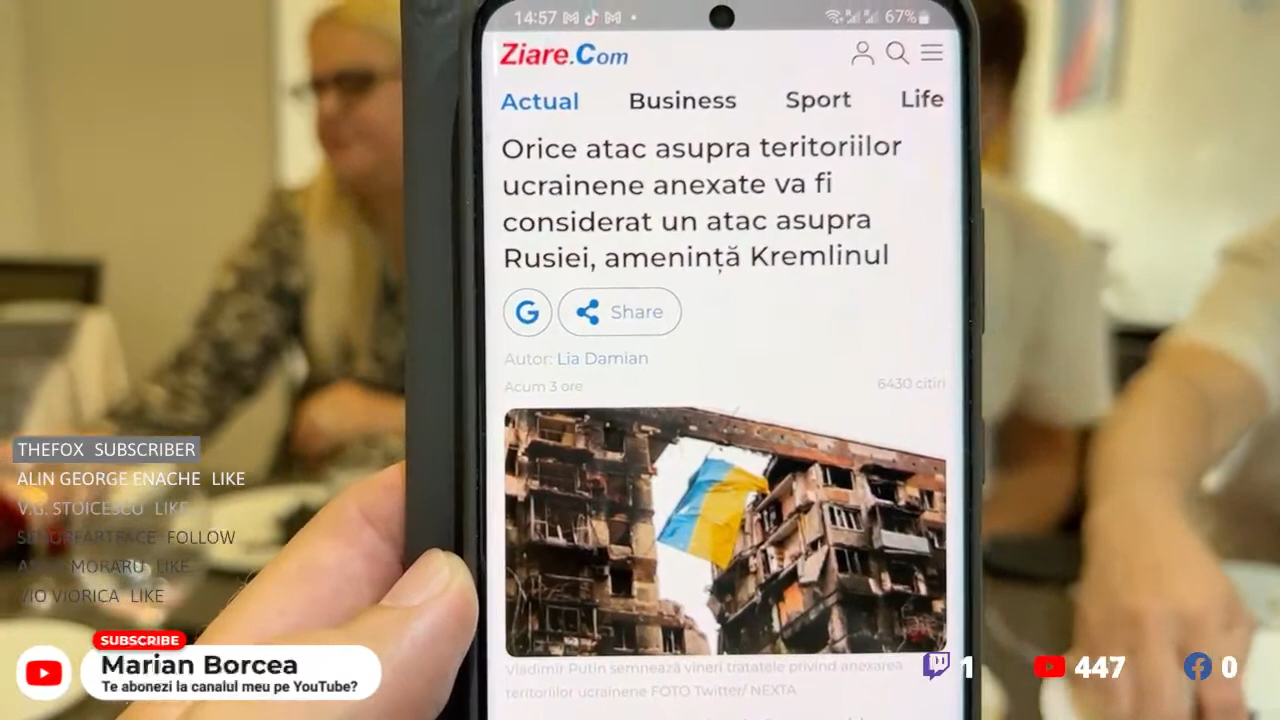 14:57
67%
Ziare.Com
Actual Business Sport Life
Orice atac asupra teritoriilor
ucrainene anexate va fi
considerat un atac asupra
Rusiei, amenință Kremlinul
G
Share
Autor: Lia Damian
Acum 3 ore
6430 citiri
Vladimir Putin semnează vineri tratatele privind anexarea
teritoriilor ucrainene FOTO Twitter/ NEXTA
THEFOX SUBSCRIBER
ALIN GEORGE ENACHE LIKE
V.G. STOICESCU LIKE
FOLLOW
MORARU LIKE
VIO VIORICA LIKE
SUBSCRIBE
Marian Borcea
Te abonezi la canalul meu pe YouTube?
1
447
0